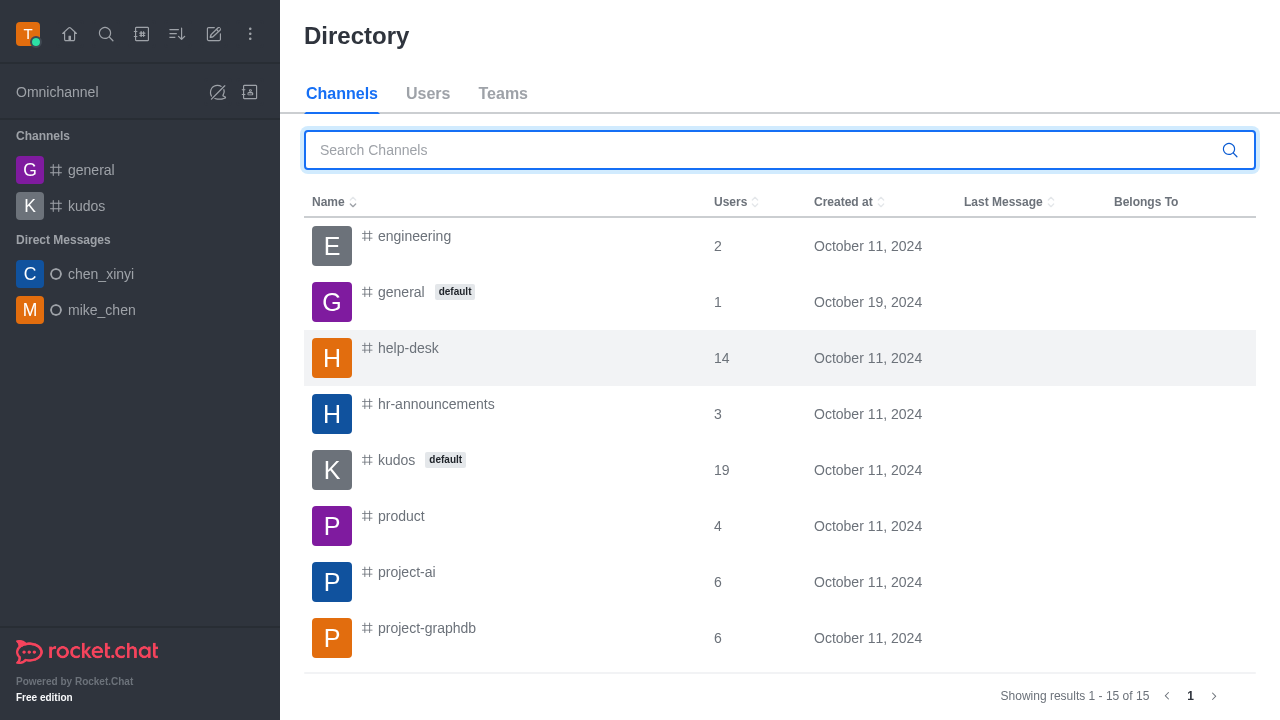 T
Directory
Channels Users Teams
Omnichannel
Search Channels
Channels
G general
K kudos
Direct Messages
C chen_xinyi
M mike_chen
Name Users Created at Last Message Belongs To
E engineering 2 October 11, 2024
G general default 1 October 19, 2024
H help-desk 14 October 11, 2024
H hr-announcements 3 October 11, 2024
K kudos default 19 October 11, 2024
P product 4 October 11, 2024
P project-ai 6 October 11, 2024
P project-graphdb 6 October 11, 2024
rocket.chat
Powered by Rocket.Chat
Free edition
Showing results 1 - 15 of 15 1